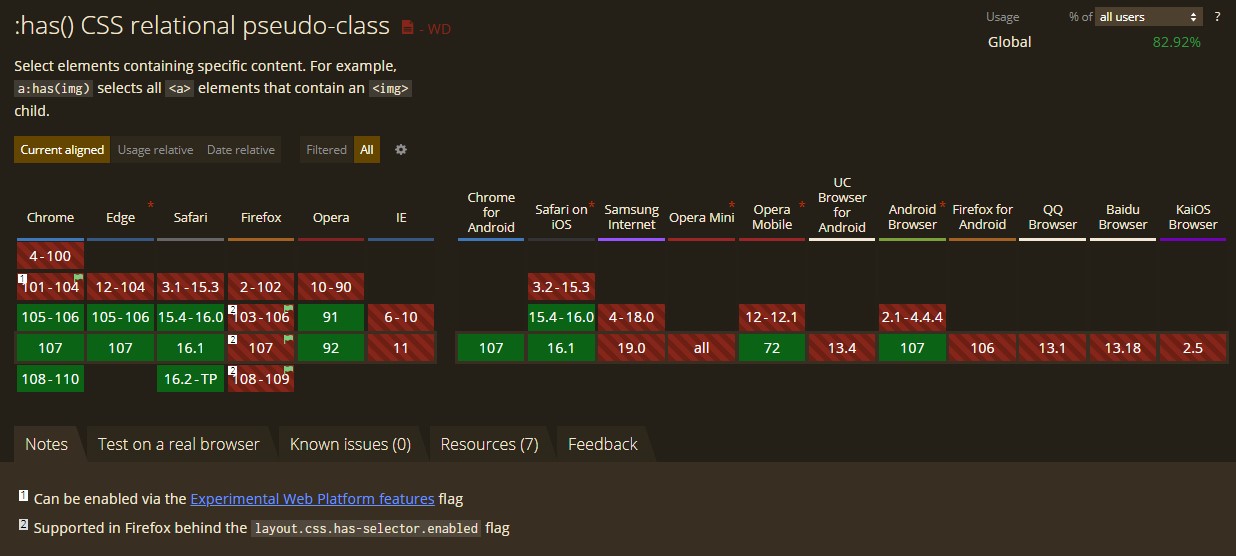 :has() CSS relational pseudo-class - WD
Usage % of all users ?
Global 82.92%
Select elements containing specific content. For example,
a:has(img) selects all <a> elements that contain an <img>
child.
Current aligned Usage relative Date relative Filtered All
Chrome Edge * Safari Firefox Opera IE Chrome for Android Safari on iOS * Samsung Internet Opera Mini * Opera Mobile * UC Browser for Android Android Browser * Firefox for Android QQ Browser Baidu Browser KaiOS Browser
4-100
1 101-104 12-104 3.1-15.3 2-102 10-90 3.2-15.3
105-106 105-106 15.4-16.0 2 103-106 91 6-10 15.4-16.0 4-18.0 12-12.1 2.1-4.4.4
107 107 16.1 2 107 92 11 107 16.1 19.0 all 72 13.4 107 106 13.1 13.18 2.5
108-110 16.2-TP 2 108-109
Notes Test on a real browser Known issues (0) Resources (7) Feedback
1 Can be enabled via the Experimental Web Platform features flag
2 Supported in Firefox behind the layout.css.has-selector.enabled flag